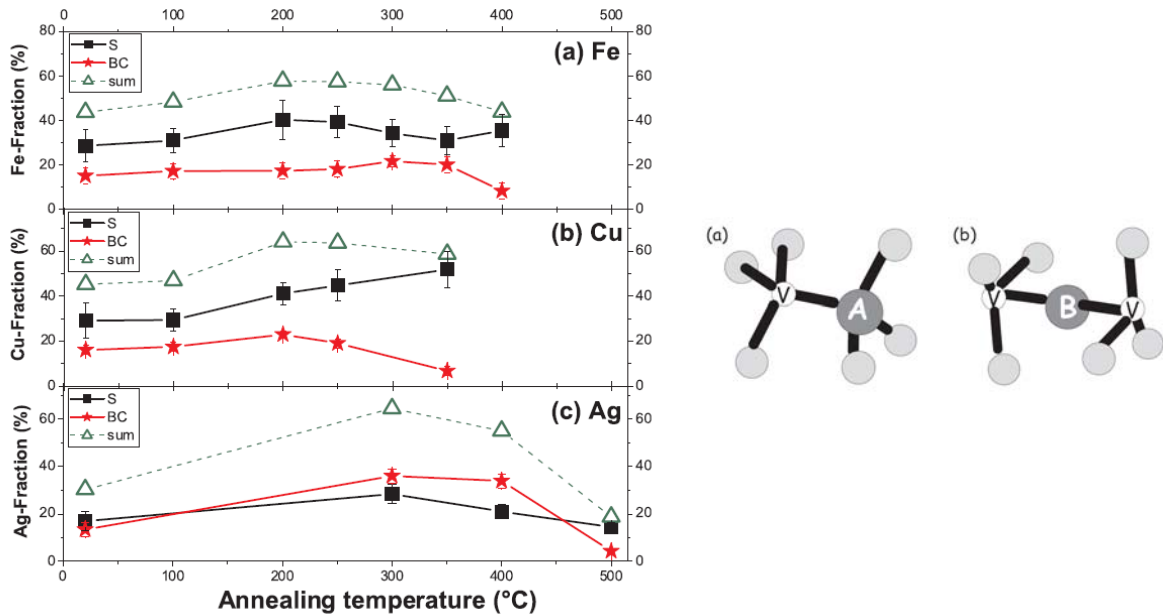 0 100 200 300 400 500
80 80
60 60
40 40
20 20
0 0
Fe-Fraction (%)
S
BC
sum
(a) Fe
60 60
40 40
20 20
0 0
Cu-Fraction (%)
S
BC
sum
(b) Cu
60 60
40 40
20 20
0 0
Ag-Fraction (%)
S
BC
sum
(c) Ag
0 100 200 300 400 500
Annealing temperature (°C)
(a)
V
A
(b)
V
B
V